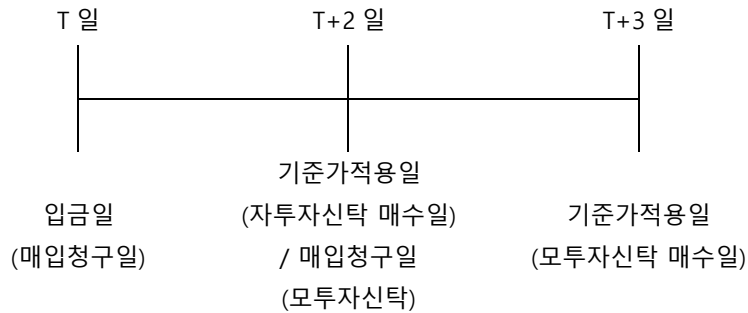 T 일
T+2 일
T+3 일
입금일
(매입청구일)
기준가적용일
(자투자신탁 매수일)
/ 매입청구일
(모투자신탁)
기준가적용일
(모투자신탁 매수일)